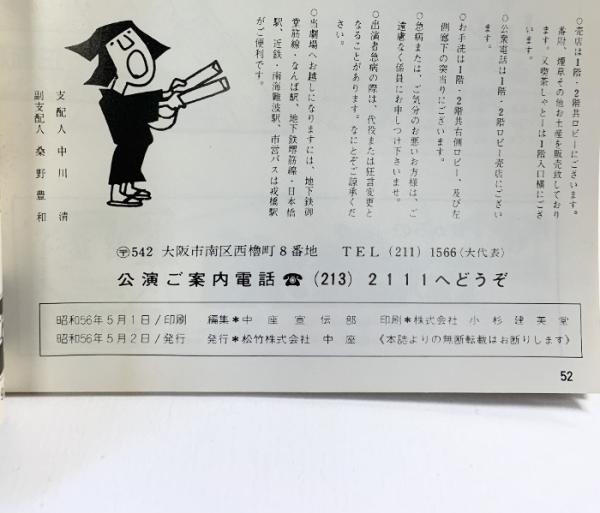 ○売店は1階・2階共ロビーにございます。
番附、煙草その他お土産を販売致しており
ます。又喫茶しゃとーは1階入口横にござ
います。
○公衆電話は1階・2階ロビー売店にござい
ます。
○お手洗は1階・2階共右側ロビー、及び左
側廊下の突当りにございます。
○急病または、ご気分のお悪いお方様は、ご
遠慮なく係員にお申しつけ下さいませ。
○出演者急病の際は、代役または狂言変更と
なることがあります。なにとぞご諒承くだ
さい。
○当劇場へお越しになりますには、地下鉄御
堂筋線・なんば駅、地下鉄堺筋線・日本橋
駅、近鉄・南海難波駅、市営バスは戎橋駅
がご便利です。
支配人 中川 清
副支配人 桑野豊和
〒542 大阪市南区西櫓町8番地 TEL (211) 1566(大代表)
公演ご案内電話☎(213) 2111へどうぞ
昭和56年5月1日/印刷 編集*中座宣伝部 印刷*株式会社 小杉建美堂
昭和56年5月2日/発行 発行*松竹株式会社 中座 《本誌よりの無断転載はお断りします》
52